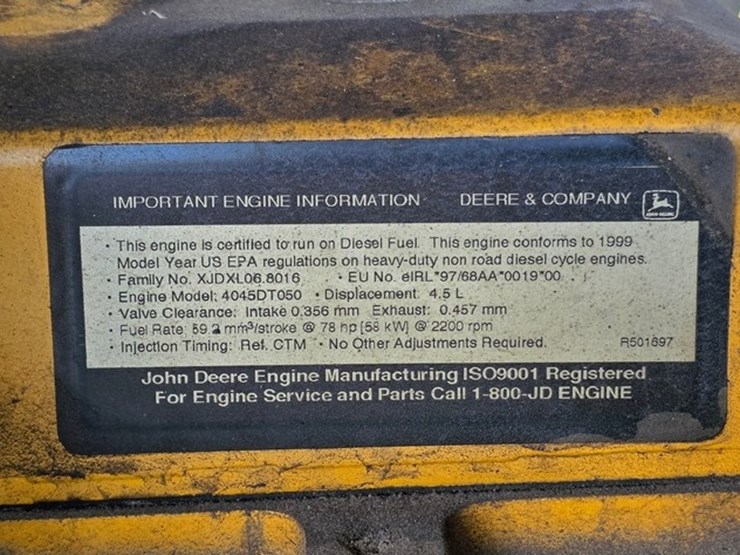 IMPORTANT ENGINE INFORMATION DEERE & COMPANY
• This engine is certified to run on Diesel Fuel. This engine conforms to 1999
Model Year US EPA regulations on heavy-duty non road diesel cycle engines.
• Family No. XJDXL06.8016 • EU No. eIRL*97/68AA*0019*00
• Engine Model: 4045DT050 • Displacement 4.5 L
• Valve Clearance: Intake 0.356 mm Exhaust: 0.457 mm
• Fuel Rate: 59.2 mm³/stroke @ 78 hp [58 kW] @ 2200 rpm
• Injection Timing: Ref. CTM • No Other Adjustments Required. R501697
John Deere Engine Manufacturing ISO9001 Registered
For Engine Service and Parts Call 1-800-JD ENGINE